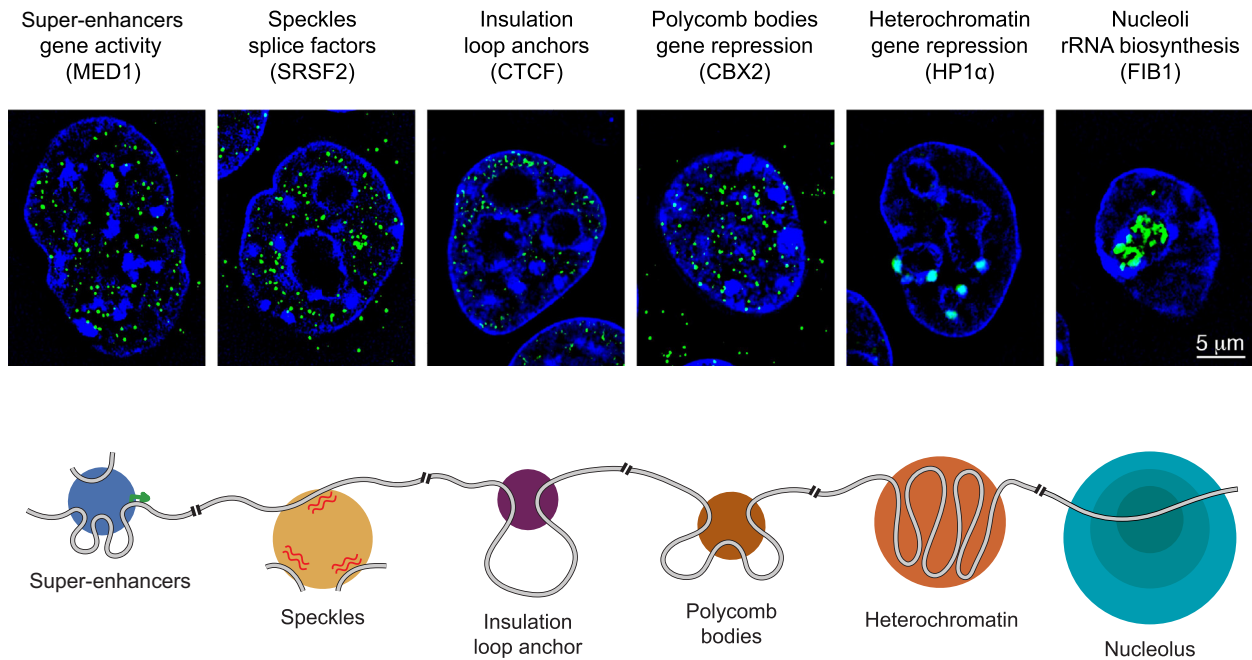 Super-enhancers
gene activity
(MED1)
Speckles
splice factors
(SRSF2)
Insulation
loop anchors
(CTCF)
Polycomb bodies
gene repression
(CBX2)
Heterochromatin
gene repression
(HP1α)
Nucleoli
rRNA biosynthesis
(FIB1)
5 μm
Super-enhancers
Speckles
Insulation
loop anchor
Polycomb
bodies
Heterochromatin
Nucleolus